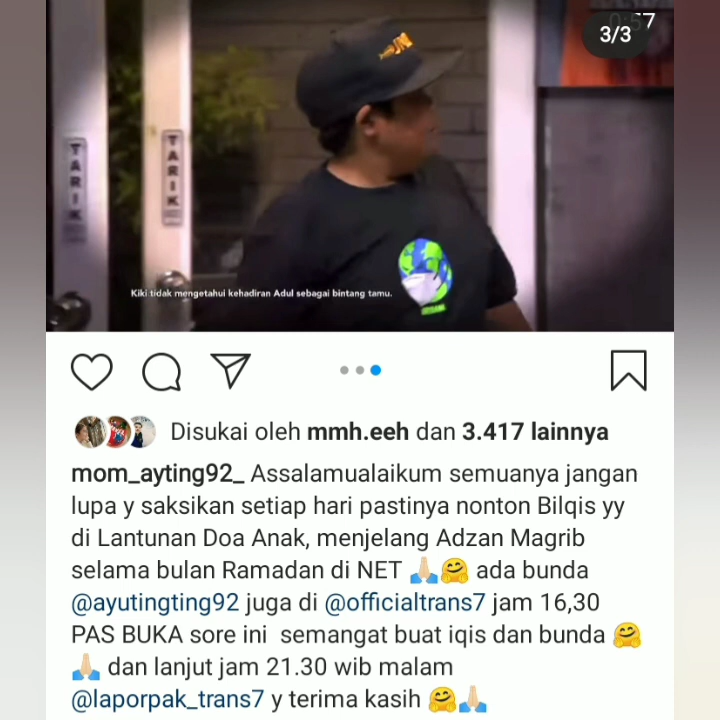 0:57
3/3
TARIK
TARIK
Kiki tidak mengetahui kehadiran Adul sebagai bintang tamu.
Disukai oleh mmh.eeh dan 3.417 lainnya
mom_ayting92_ Assalamualaikum semuanya jangan
lupa y saksikan setiap hari pastinya nonton Bilqis yy
di Lantunan Doa Anak, menjelang Adzan Magrib
selama bulan Ramadan di NET 🙏🏻🤗 ada bunda
@ayutingting92 juga di @officialtrans7 jam 16,30
PAS BUKA sore ini semangat buat iqis dan bunda 🤗
🙏🏻 dan lanjut jam 21.30 wib malam
@laporpak_trans7 y terima kasih 🤗🙏🏻